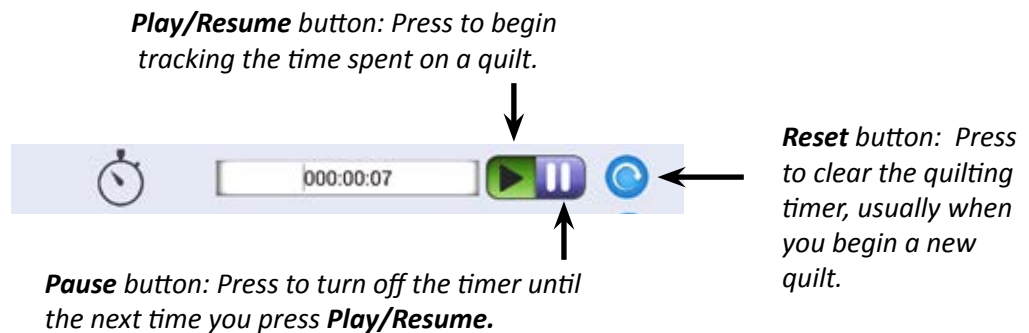 Play/Resume button: Press to begin
tracking the time spent on a quilt.
000:00:07
Reset button: Press
to clear the quilting
timer, usually when
you begin a new
quilt.
Pause button: Press to turn off the timer until
the next time you press Play/Resume.